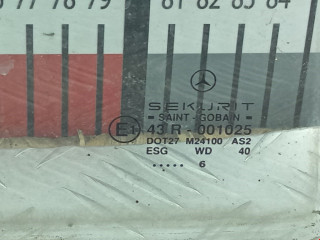 77 78 79 81 82 83 84
SEKURIT
SAINT-GOBAIN
E1 43 R - 001025
DOT27 M24100 AS2
ESG WD 40
..... 6